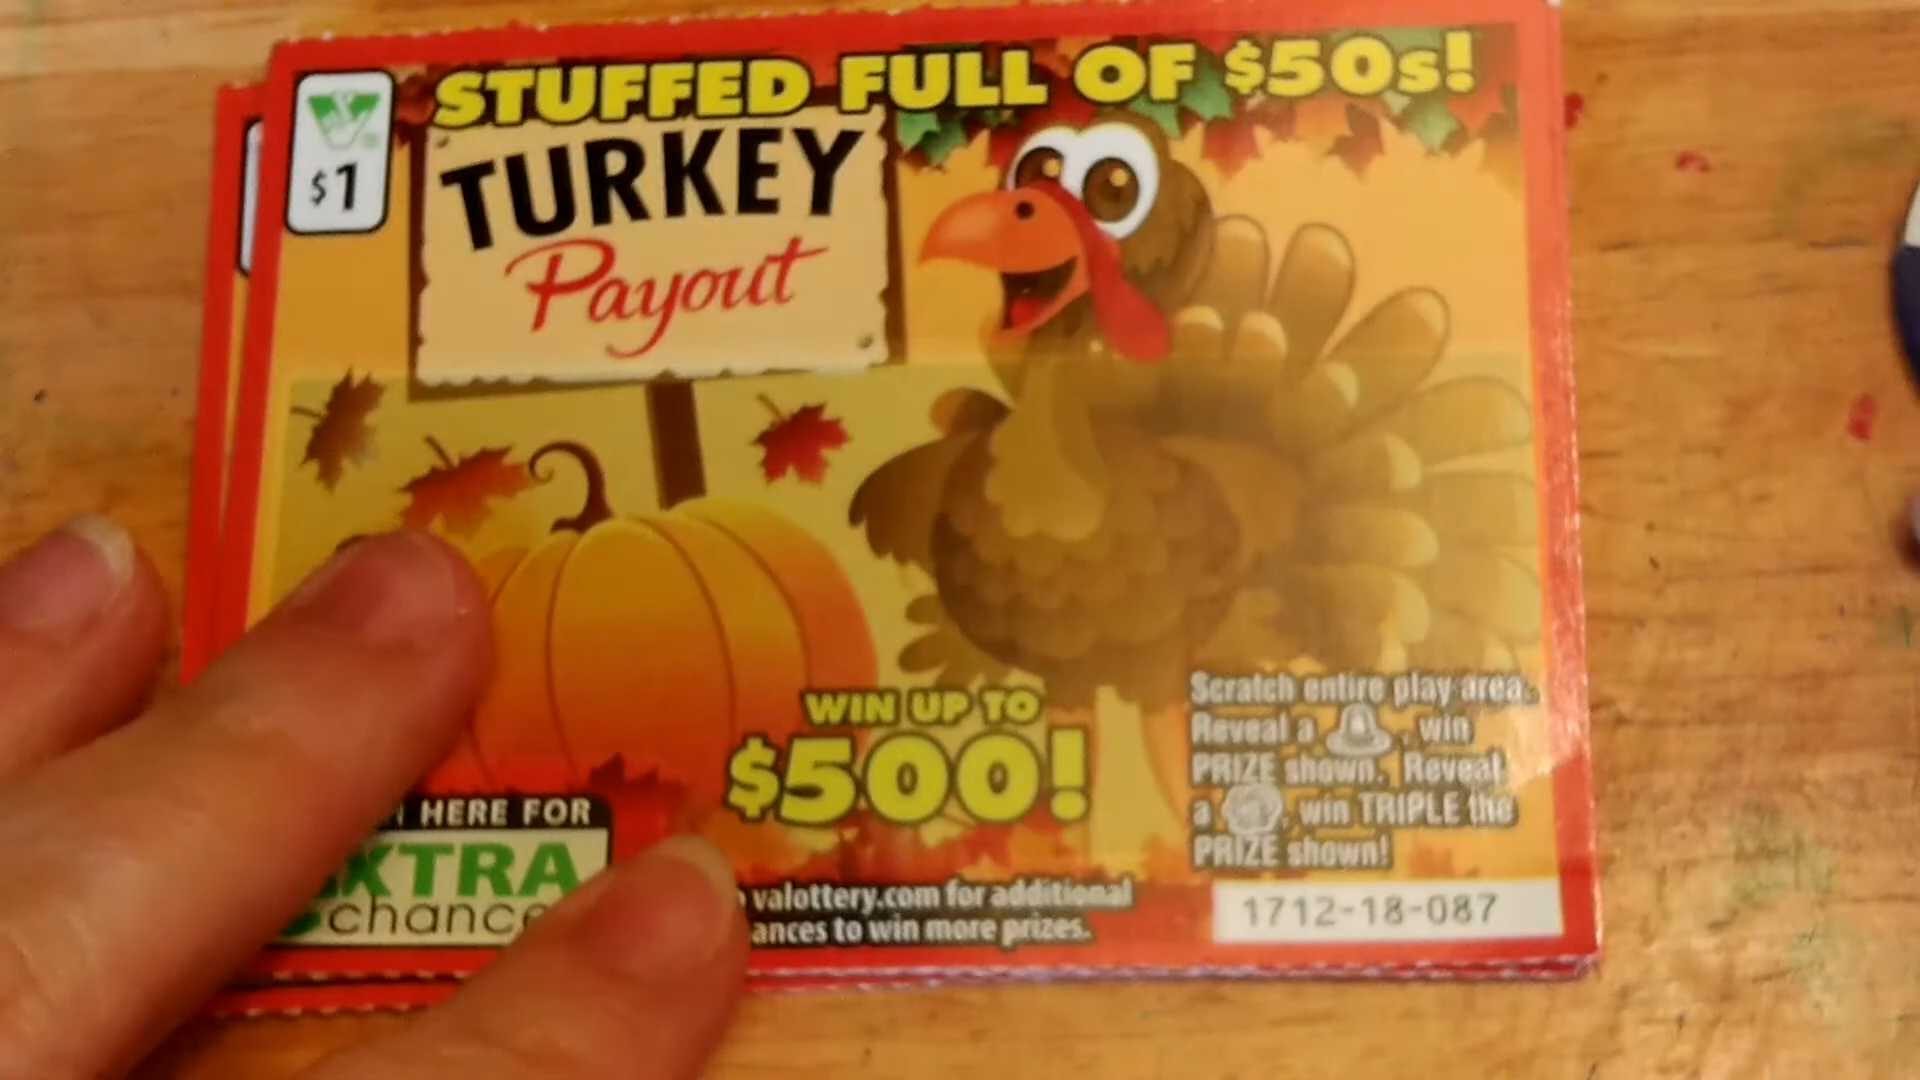 STUFFED FULL OF $50s!
$1
TURKEY
Payout
WIN UP TO
$500!
Scratch entire play area.
Reveal a , win
PRIZE shown. Reveal
a , win TRIPLE the
PRIZE shown!
HERE FOR
XTRA
chance
valottery.com for additional
ances to win more prizes.
1712-18-087